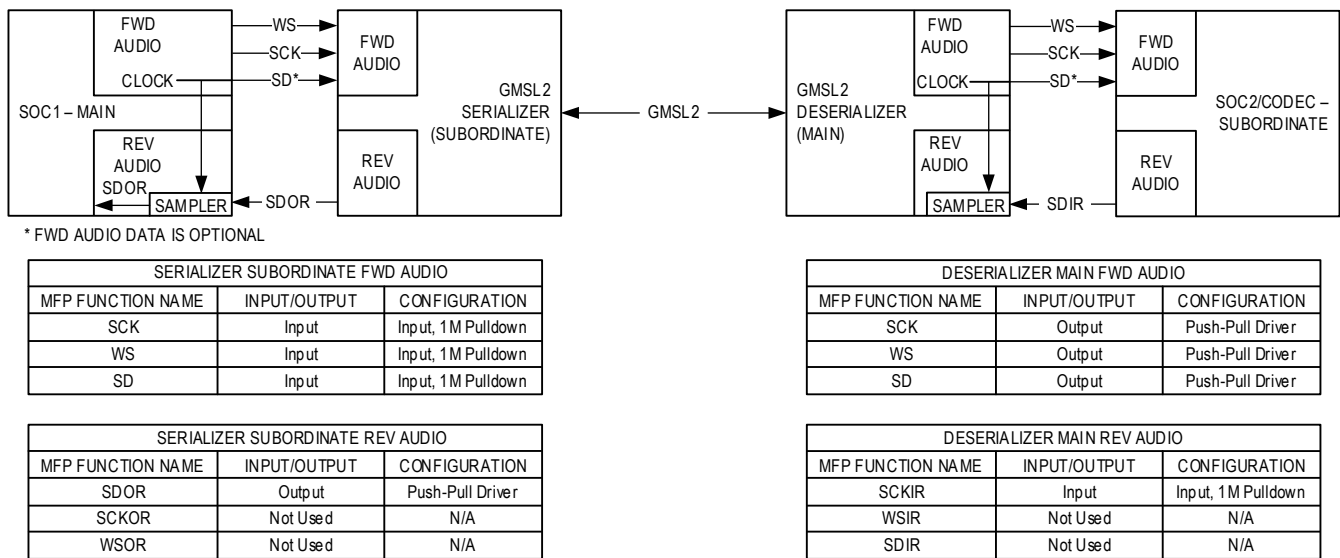 FWD AUDIO
CLOCK
SOC1 – MAIN
REV AUDIO
SDOR
SAMPLER
WS
SCK
SD*
SDOR
FWD AUDIO
GMSL2 SERIALIZER (SUBORDINATE)
REV AUDIO
GMSL2
GMSL2 DESERIALIZER (MAIN)
FWD AUDIO
CLOCK
REV AUDIO
SAMPLER
WS
SCK
SD*
SDIR
FWD AUDIO
SOC2/CODEC – SUBORDINATE
REV AUDIO
* FWD AUDIO DATA IS OPTIONAL
SERIALIZER SUBORDINATE FWD AUDIO
MFP FUNCTION NAME INPUT/OUTPUT CONFIGURATION
SCK Input Input, 1M Pulldown
WS Input Input, 1M Pulldown
SD Input Input, 1M Pulldown
DESERIALIZER MAIN FWD AUDIO
MFP FUNCTION NAME INPUT/OUTPUT CONFIGURATION
SCK Output Push-Pull Driver
WS Output Push-Pull Driver
SD Output Push-Pull Driver
SERIALIZER SUBORDINATE REV AUDIO
MFP FUNCTION NAME INPUT/OUTPUT CONFIGURATION
SDOR Output Push-Pull Driver
SCKOR Not Used N/A
WSOR Not Used N/A
DESERIALIZER MAIN REV AUDIO
MFP FUNCTION NAME INPUT/OUTPUT CONFIGURATION
SCKIR Input Input, 1M Pulldown
WSIR Not Used N/A
SDIR Not Used N/A